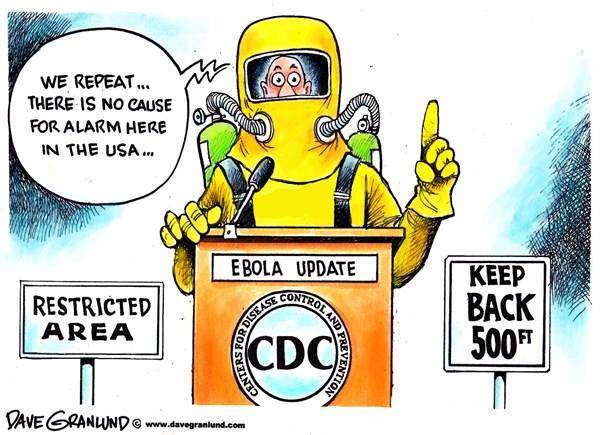 WE REPEAT...
THERE IS NO CAUSE
FOR ALARM HERE
IN THE USA...
EBOLA UPDATE
CENTERS FOR DISEASE CONTROL AND PREVENTION
CDC
RESTRICTED
AREA
KEEP
BACK
500FT
DAVE GRANLUND © www.davegranlund.com